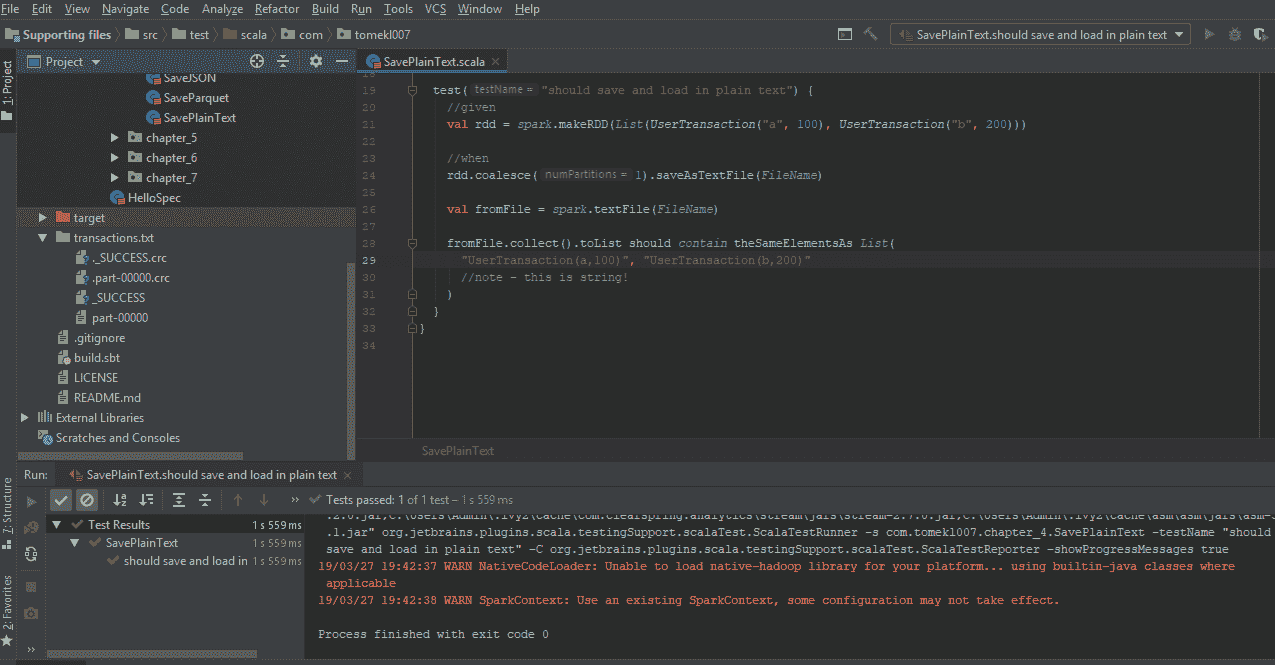 File Edit View Navigate Code Analyze Refactor Build Run Tools VCS Window Help
Supporting files src test scala com tomekl007 SavePlainText.should save and load in plain text
1: Project
Project SavePlainText.scala
SaveJSON
SaveParquet
SavePlainText
chapter_5
chapter_6
chapter_7
HelloSpec
target
transactions.txt
._SUCCESS.crc
.part-00000.crc
_SUCCESS
part-00000
.gitignore
build.sbt
LICENSE
README.md
External Libraries
Scratches and Consoles
18
19 test( testName = "should save and load in plain text") {
20 //given
21 val rdd = spark.makeRDD(List(UserTransaction("a", 100), UserTransaction("b", 200)))
22
23 //when
24 rdd.coalesce( numPartitions = 1).saveAsTextFile(FileName)
25
26 val fromFile = spark.textFile(FileName)
27
28 fromFile.collect().toList should contain theSameElementsAs List(
29 "UserTransaction(a,100)", "UserTransaction(b,200)"
30 //note - this is string!
31 )
32 }
33 }
34
SavePlainText
Run: SavePlainText.should save and load in plain text
Tests passed: 1 of 1 test – 1 s 559 ms
Test Results 1 s 559 ms
SavePlainText 1 s 559 ms
should save and load in 1 s 559 ms
7: Structure
2: Favorites
.1.jar" org.jetbrains.plugins.scala.testingSupport.scalaTest.ScalaTestRunner -s com.tomekl007.chapter_4.SavePlainText -testName "should
save and load in plain text" -C org.jetbrains.plugins.scala.testingSupport.scalaTest.ScalaTestReporter -showProgressMessages true
19/03/27 19:42:37 WARN NativeCodeLoader: Unable to load native-hadoop library for your platform... using builtin-java classes where
applicable
19/03/27 19:42:38 WARN SparkContext: Use an existing SparkContext, some configuration may not take effect.
Process finished with exit code 0